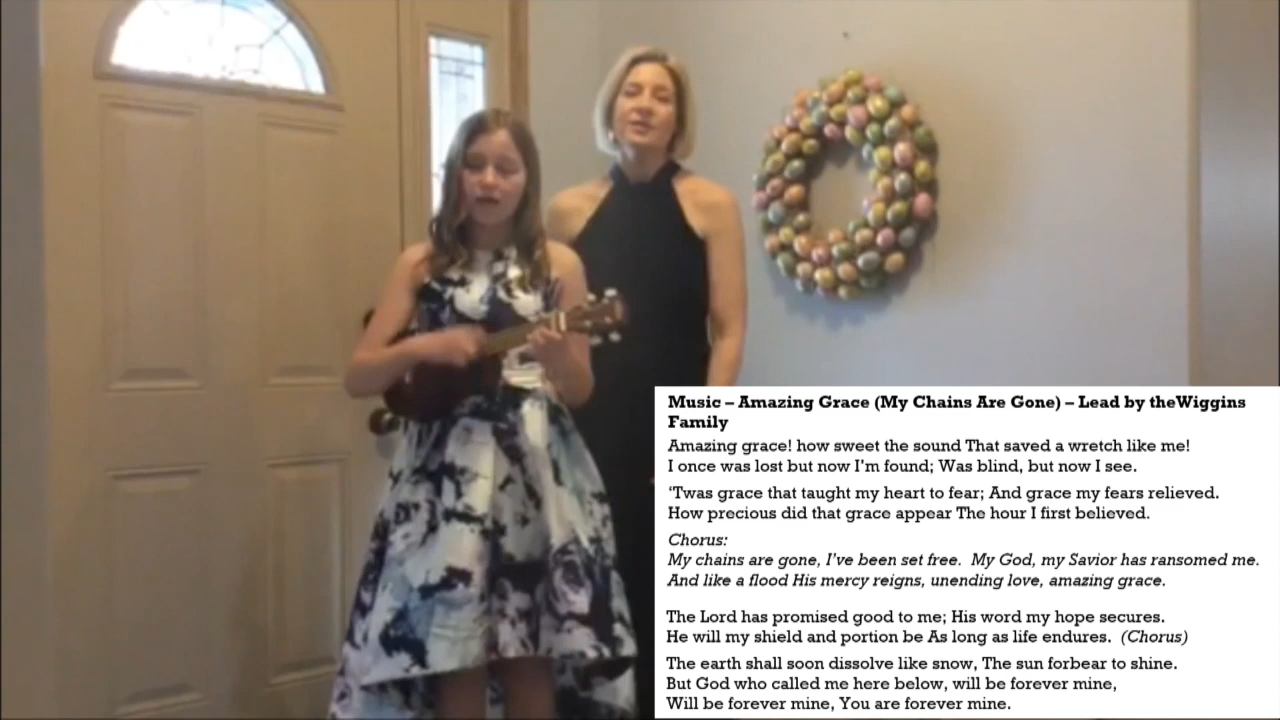 Music – Amazing Grace (My Chains Are Gone) – Lead by theWiggins
Family
Amazing grace! how sweet the sound That saved a wretch like me!
I once was lost but now I'm found; Was blind, but now I see.
‘Twas grace that taught my heart to fear; And grace my fears relieved.
How precious did that grace appear The hour I first believed.
Chorus:
My chains are gone, I’ve been set free.  My God, my Savior has ransomed me.
And like a flood His mercy reigns, unending love, amazing grace.
The Lord has promised good to me; His word my hope secures.
He will my shield and portion be As long as life endures.  (Chorus)
The earth shall soon dissolve like snow, The sun forbear to shine.
But God who called me here below, will be forever mine,
Will be forever mine, You are forever mine.